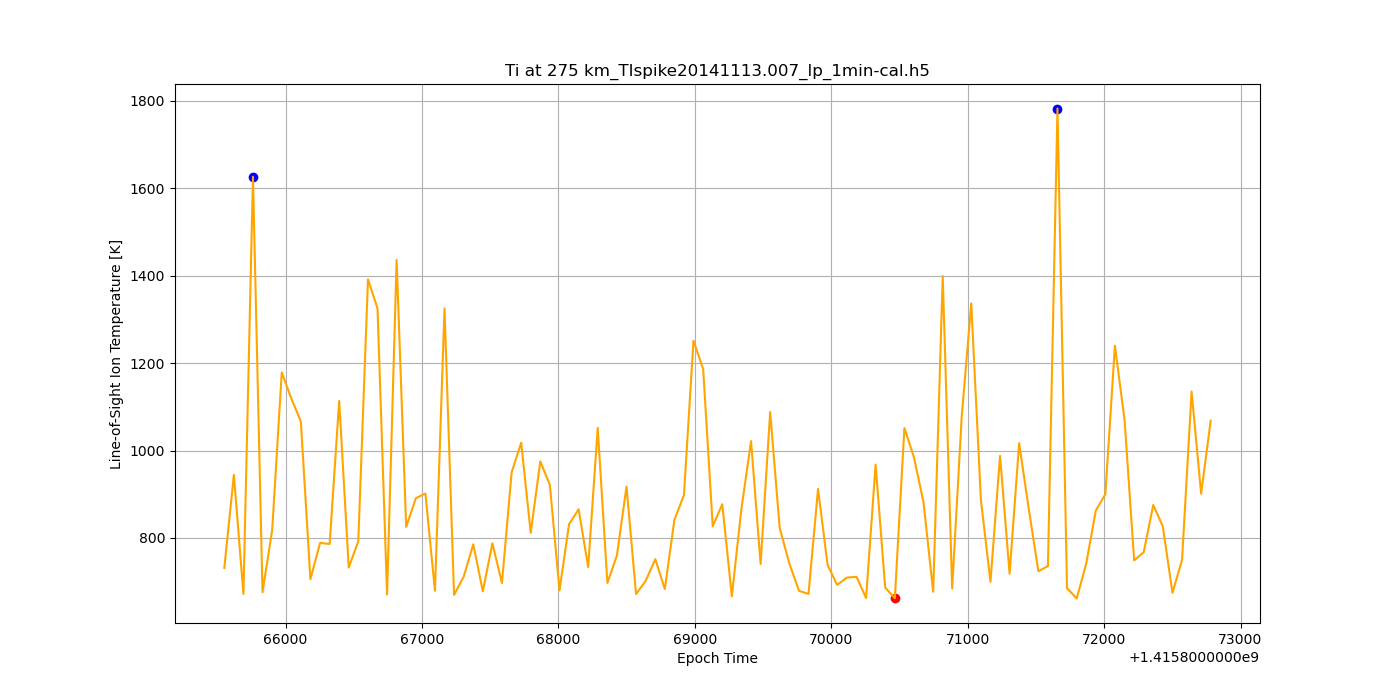 Ti at 275 km_TIspike20141113.007_lp_1min-cal.h5
Line-of-Sight Ion Temperature [K]
1800
1600
1400
1200
1000
800
66000 67000 68000 69000 70000 71000 72000 73000
Epoch Time
+1.4158000000e9